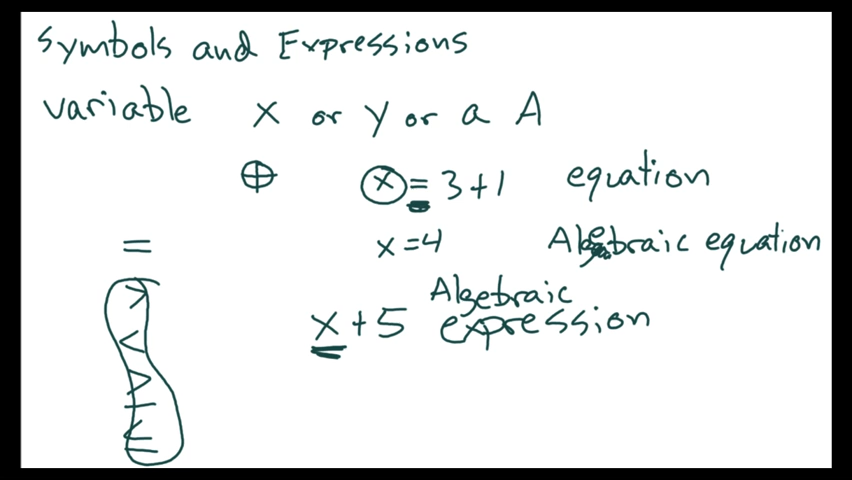 Symbols and Expressions
variable x or y or a A
⊕ x = 3+1 equation
= x = 4 Algebraic equation
> Algebraic
x + 5 expression
<
≥
≤